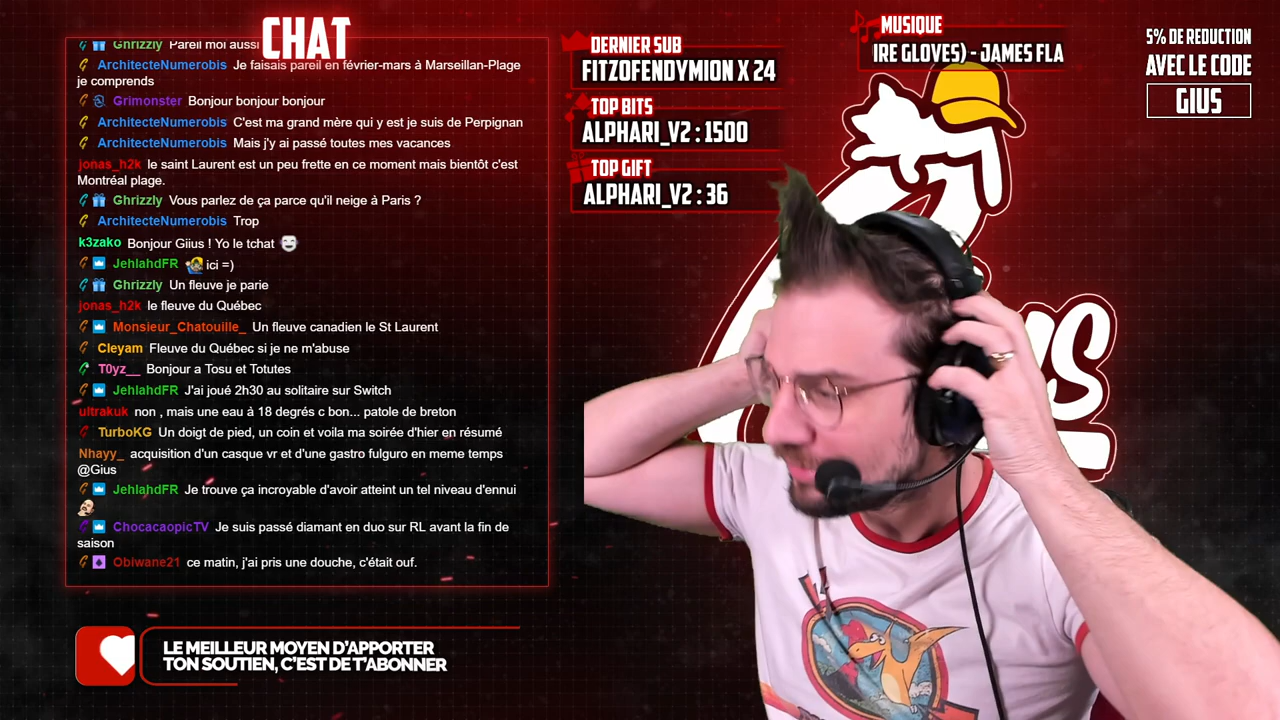 CHAT
Ghrizzly Pareil moi aussi
ArchitecteNumerobis Je faisais pareil en février-mars à Marseillan-Plage
je comprends
Grimonster Bonjour bonjour bonjour
ArchitecteNumerobis C'est ma grand mère qui y est je suis de Perpignan
ArchitecteNumerobis Mais j'y ai passé toutes mes vacances
jonas_h2k le saint Laurent est un peu frette en ce moment mais bientôt c'est
Montréal plage.
Ghrizzly Vous parlez de ça parce qu'il neige à Paris ?
ArchitecteNumerobis Trop
k3zako Bonjour Giius ! Yo le tchat
JehlahdFR ici =)
Ghrizzly Un fleuve je parie
jonas_h2k le fleuve du Québec
Monsieur_Chatouille_ Un fleuve canadien le St Laurent
Cleyam Fleuve du Québec si je ne m'abuse
T0yz__ Bonjour a Tosu et Totutes
JehlahdFR J'ai joué 2h30 au solitaire sur Switch
ultrakuk non , mais une eau à 18 degrés c bon... patole de breton
TurboKG Un doigt de pied, un coin et voila ma soirée d'hier en résumé
Nhayy_ acquisition d'un casque vr et d'une gastro fulguro en meme temps
@Gius
JehlahdFR Je trouve ça incroyable d'avoir atteint un tel niveau d'ennui
ChocacaopicTV Je suis passé diamant en duo sur RL avant la fin de
saison
Obiwane21 ce matin, j'ai pris une douche, c'était ouf.
LE MEILLEUR MOYEN D'APPORTER
TON SOUTIEN, C'EST DE T'ABONNER
DERNIER SUB
FITZOFENDYMION X 24
TOP BITS
ALPHARI_V2 : 1500
TOP GIFT
ALPHARI_V2 : 36
MUSIQUE
IRE GLOVES) - JAMES FLA
5% DE REDUCTION
AVEC LE CODE
GIUS